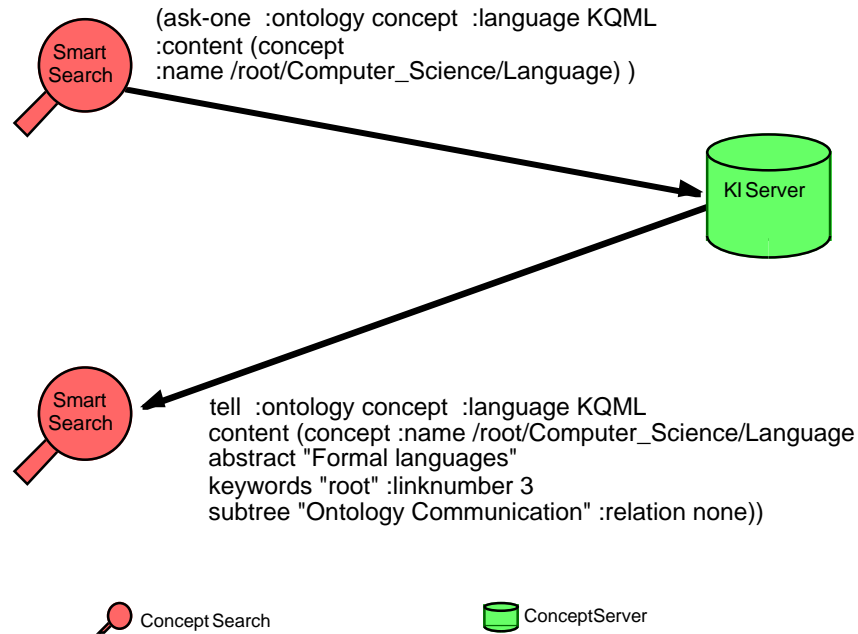 (ask-one :ontology concept :language KQML
:content (concept
:name /root/Computer_Science/Language) )
Smart
Search
KI Server
Smart
Search
tell :ontology concept :language KQML
content (concept :name /root/Computer_Science/Language
abstract "Formal languages"
keywords "root" :linknumber 3
subtree "Ontology Communication" :relation none))
Concept Search
ConceptServer